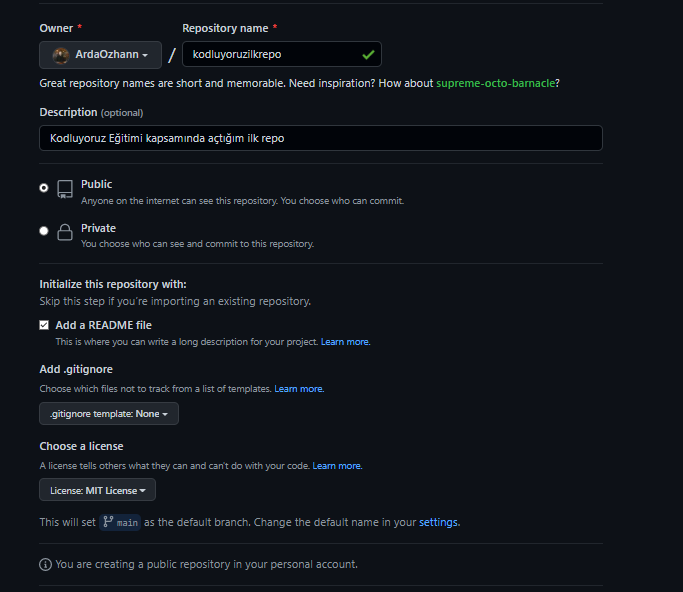 Owner * Repository name *
ArdaOzhann / kodluyoruzilkrepo
Great repository names are short and memorable. Need inspiration? How about supreme-octo-barnacle?
Description (optional)
Kodluyoruz Eğitimi kapsamında açtığım ilk repo
Public
Anyone on the internet can see this repository. You choose who can commit.
Private
You choose who can see and commit to this repository.
Initialize this repository with:
Skip this step if you're importing an existing repository.
Add a README file
This is where you can write a long description for your project. Learn more.
Add .gitignore
Choose which files not to track from a list of templates. Learn more.
.gitignore template: None
Choose a license
A license tells others what they can and can't do with your code. Learn more.
License: MIT License
This will set main as the default branch. Change the default name in your settings.
You are creating a public repository in your personal account.